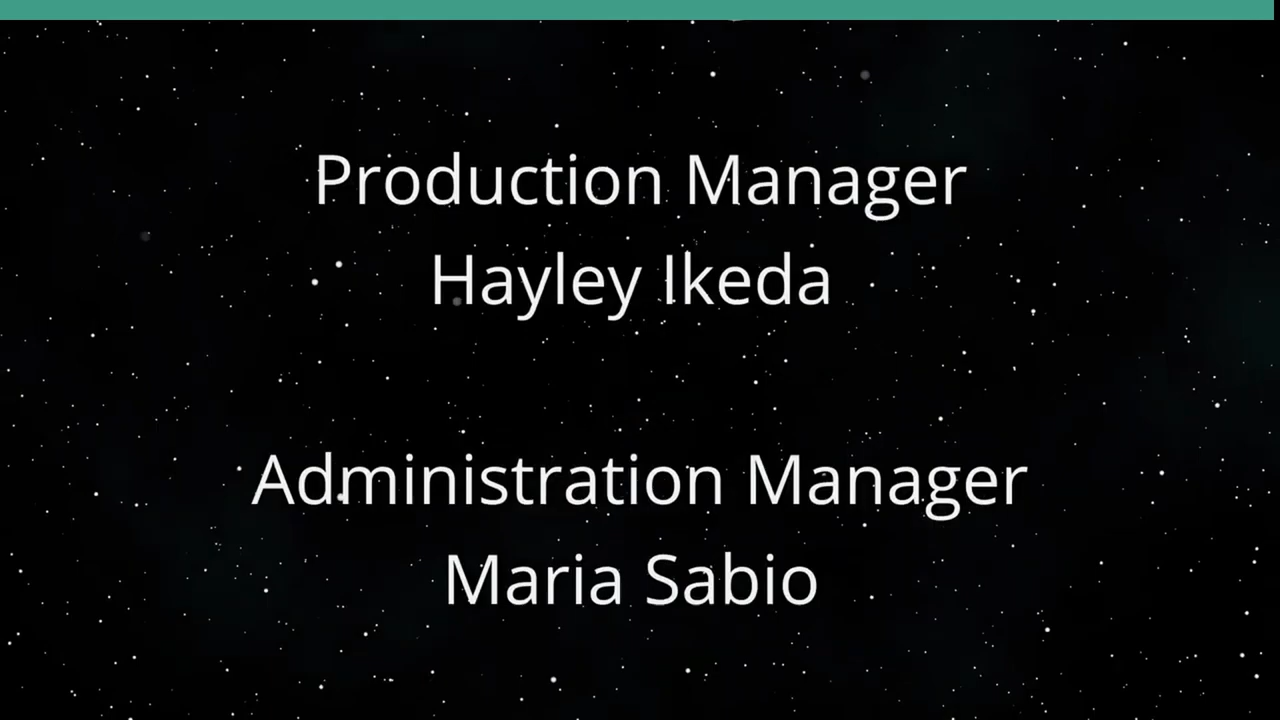 Production Manager
Hayley Ikeda
Administration Manager
Maria Sabio